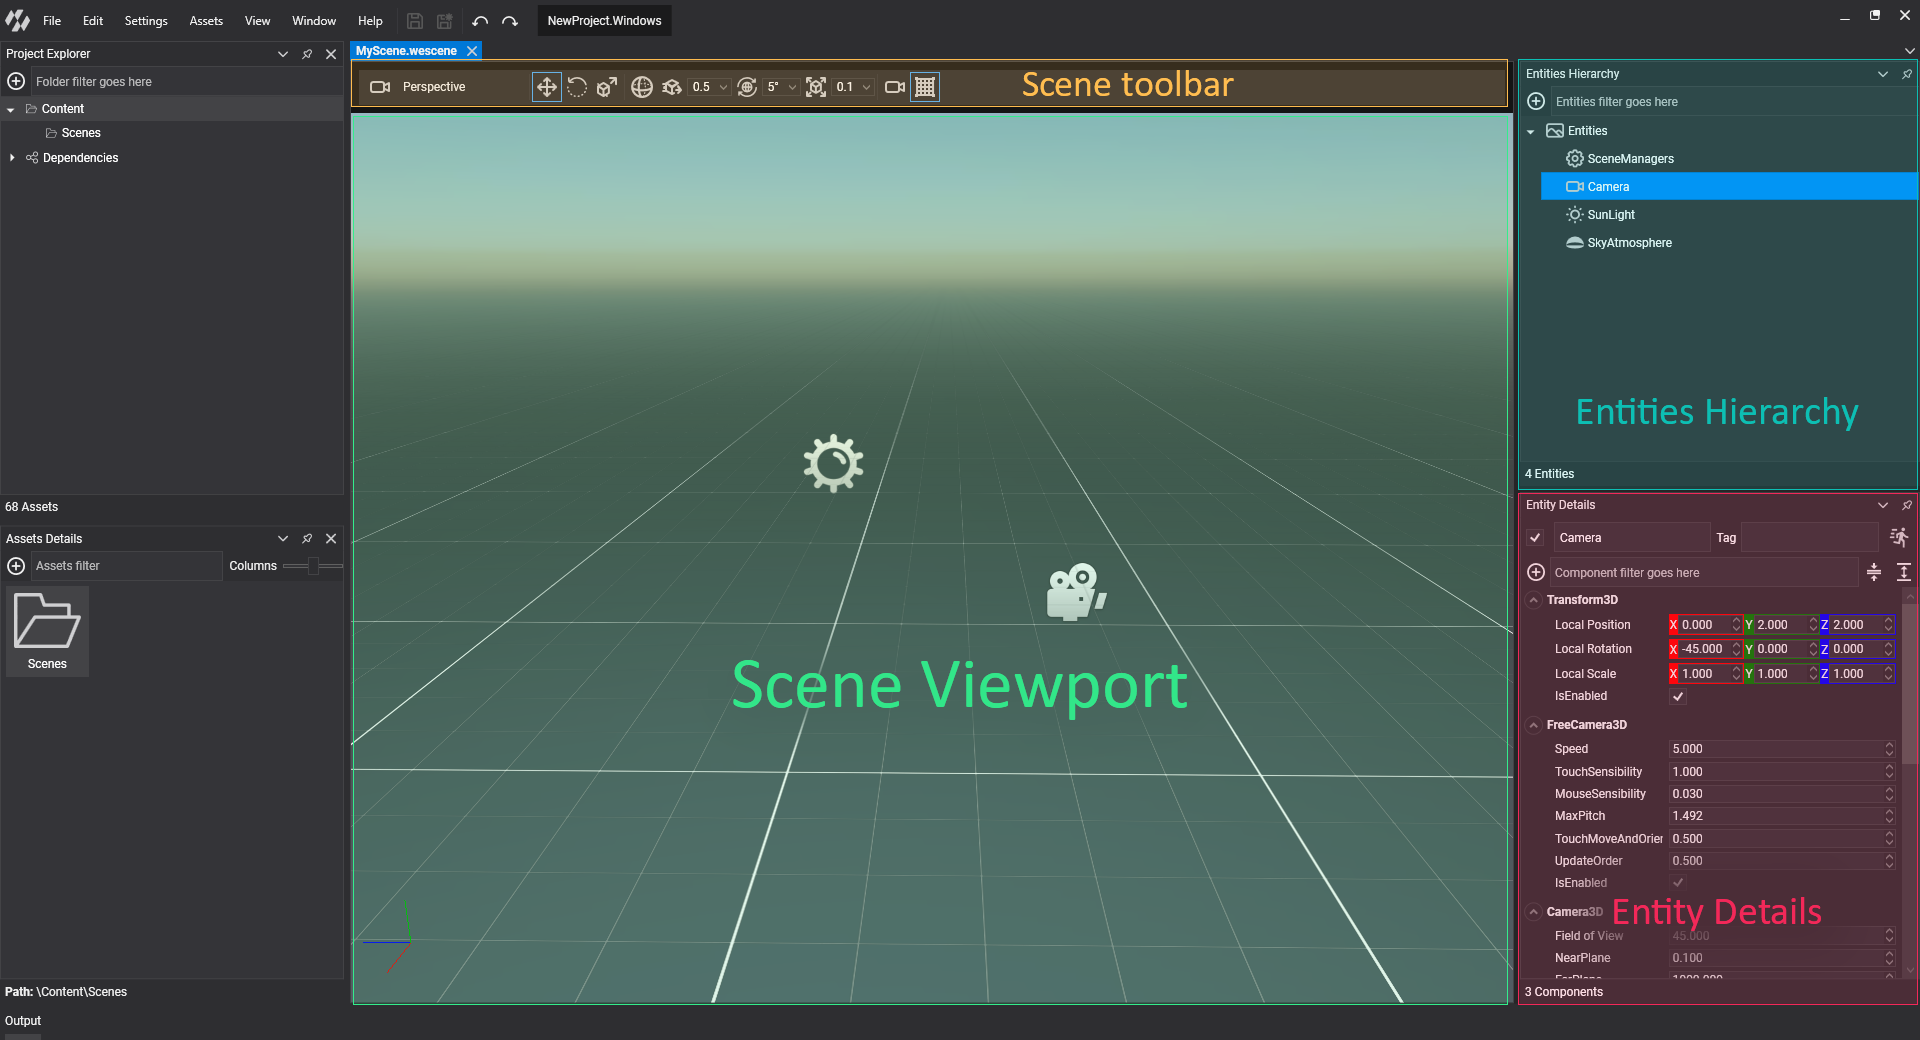 File Edit Settings Assets View Window Help NewProject.Windows
Project Explorer
Folder filter goes here
Content
Scenes
Dependencies
68 Assets
Assets Details
Assets filter Columns
Scenes
Path: \Content\Scenes
Output
MyScene.wescene
Perspective 0.5 5° 0.1 Scene toolbar
Scene Viewport
Entities Hierarchy
Entities filter goes here
Entities
SceneManagers
Camera
SunLight
SkyAtmosphere
Entities Hierarchy
4 Entities
Entity Details
Camera Tag
Component filter goes here
Transform3D
Local Position X 0.000 Y 2.000 Z 2.000
Local Rotation X -45.000 Y 0.000 Z 0.000
Local Scale X 1.000 Y 1.000 Z 1.000
IsEnabled
FreeCamera3D
Speed 5.000
TouchSensibility 1.000
MouseSensibility 0.030
MaxPitch 1.492
TouchMoveAndOrier 0.500
UpdateOrder 0.500
IsEnabled
Camera3D
Entity Details
Field of View 45.000
NearPlane 0.100
3 Components